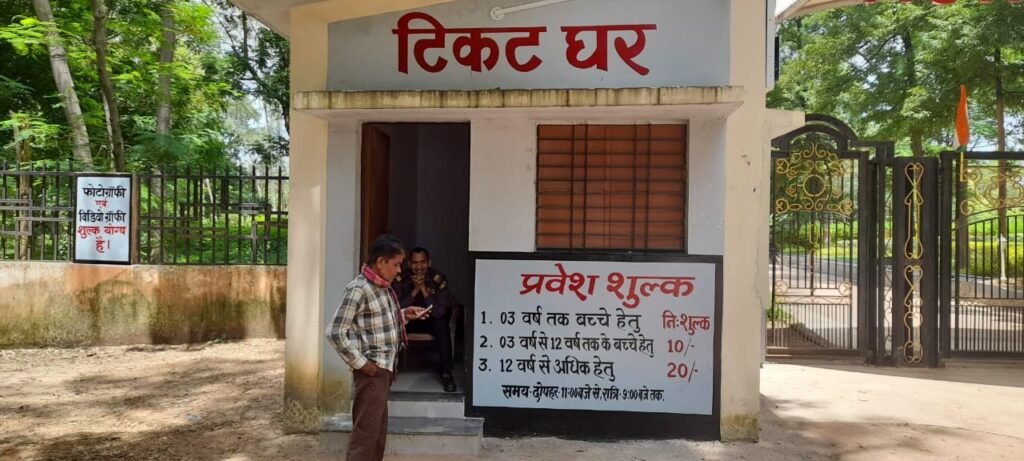 टिकट घर
फोटोग्राफी
एवं
विडियोग्राफी
शुल्क योग्य
है।
प्रवेश शुल्क
1. 03 वर्ष तक बच्चे हेतु नि:शुल्क
2. 03 वर्ष से 12 वर्ष तक के बच्चे हेतु 10/-
3. 12 वर्ष से अधिक हेतु 20/-
समय-दोपहर-11:00 बजे से, रात्रि-9:00 बजे तक.